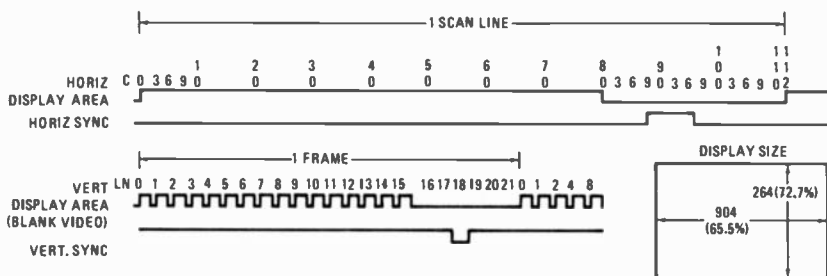 1 SCAN LINE
1 11
1 2 3 4 5 6 7 8 9 0 11
HORIZ C 0 3 6 9 0 0 0 0 0 0 0 0 3 6 9 0 3 6 9 0 3 6 9 0 2
DISPLAY AREA
HORIZ SYNC
1 FRAME
VERT LN 0 1 2 3 4 5 6 7 8 9 10 11 12 13 14 15 16 17 18 19 20 21 0 1 2 4 8
DISPLAY AREA
(BLANK VIDEO)
VERT. SYNC
DISPLAY SIZE
264(72.7%)
904
(65.5%)